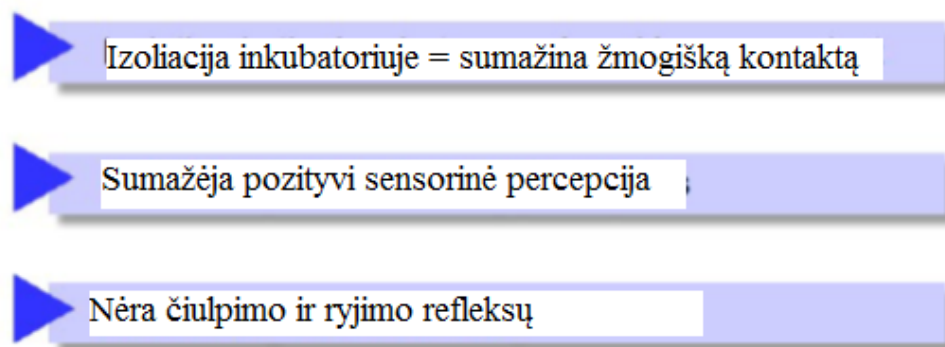 Izoliacija inkubatoriuje = sumažina žmogišką kontaktą
Sumažėja pozityvi sensorinė percepcija
Nėra čiulpimo ir ryjimo refleksų